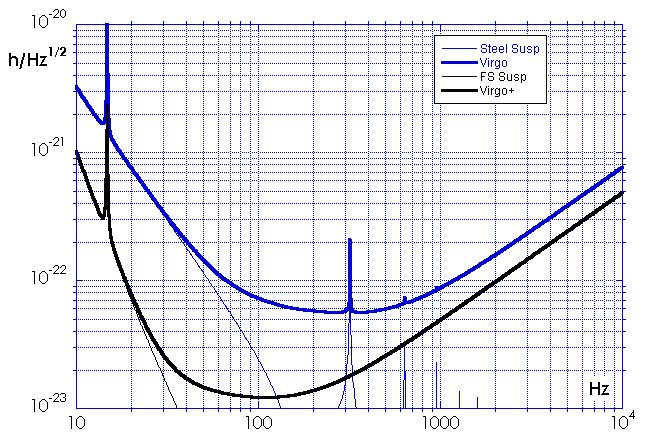 10^-20
h/Hz^1/2
Steel Susp
Virgo
FS Susp
Virgo+
10^-21
10^-22
10^-23
Hz
10 100 1000 10^4